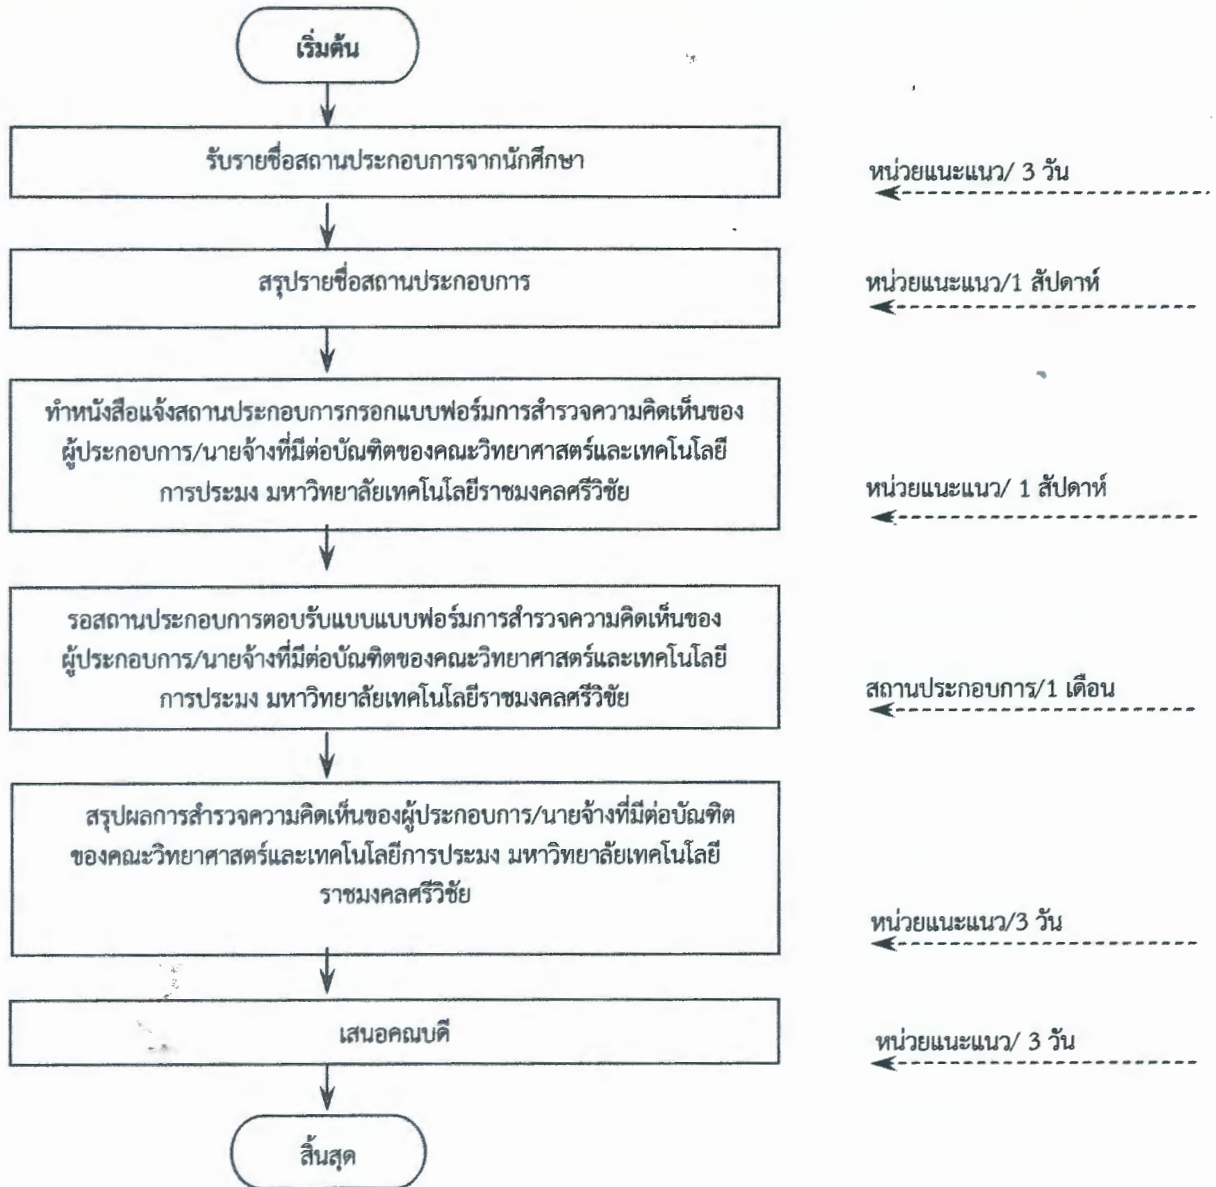 เริ่มต้น
รับรายชื่อสถานประกอบการจากนักศึกษา
หน่วยแนะแนว/ 3 วัน
สรุปรายชื่อสถานประกอบการ
หน่วยแนะแนว/1 สัปดาห์
ทำหนังสือแจ้งสถานประกอบการกรอกแบบฟอร์มการสำรวจความคิดเห็นของ
ผู้ประกอบการ/นายจ้างที่มีต่อบัณฑิตของคณะวิทยาศาสตร์และเทคโนโลยี
การประมง มหาวิทยาลัยเทคโนโลยีราชมงคลศรีวิชัย
หน่วยแนะแนว/ 1 สัปดาห์
รอสถานประกอบการตอบรับแบบแบบฟอร์มการสำรวจความคิดเห็นของ
ผู้ประกอบการ/นายจ้างที่มีต่อบัณฑิตของคณะวิทยาศาสตร์และเทคโนโลยี
การประมง มหาวิทยาลัยเทคโนโลยีราชมงคลศรีวิชัย
สถานประกอบการ/1 เดือน
สรุปผลการสำรวจความคิดเห็นของผู้ประกอบการ/นายจ้างที่มีต่อบัณฑิต
ของคณะวิทยาศาสตร์และเทคโนโลยีการประมง มหาวิทยาลัยเทคโนโลยี
ราชมงคลศรีวิชัย
หน่วยแนะแนว/3 วัน
เสนอคณบดี
หน่วยแนะแนว/ 3 วัน
สิ้นสุด